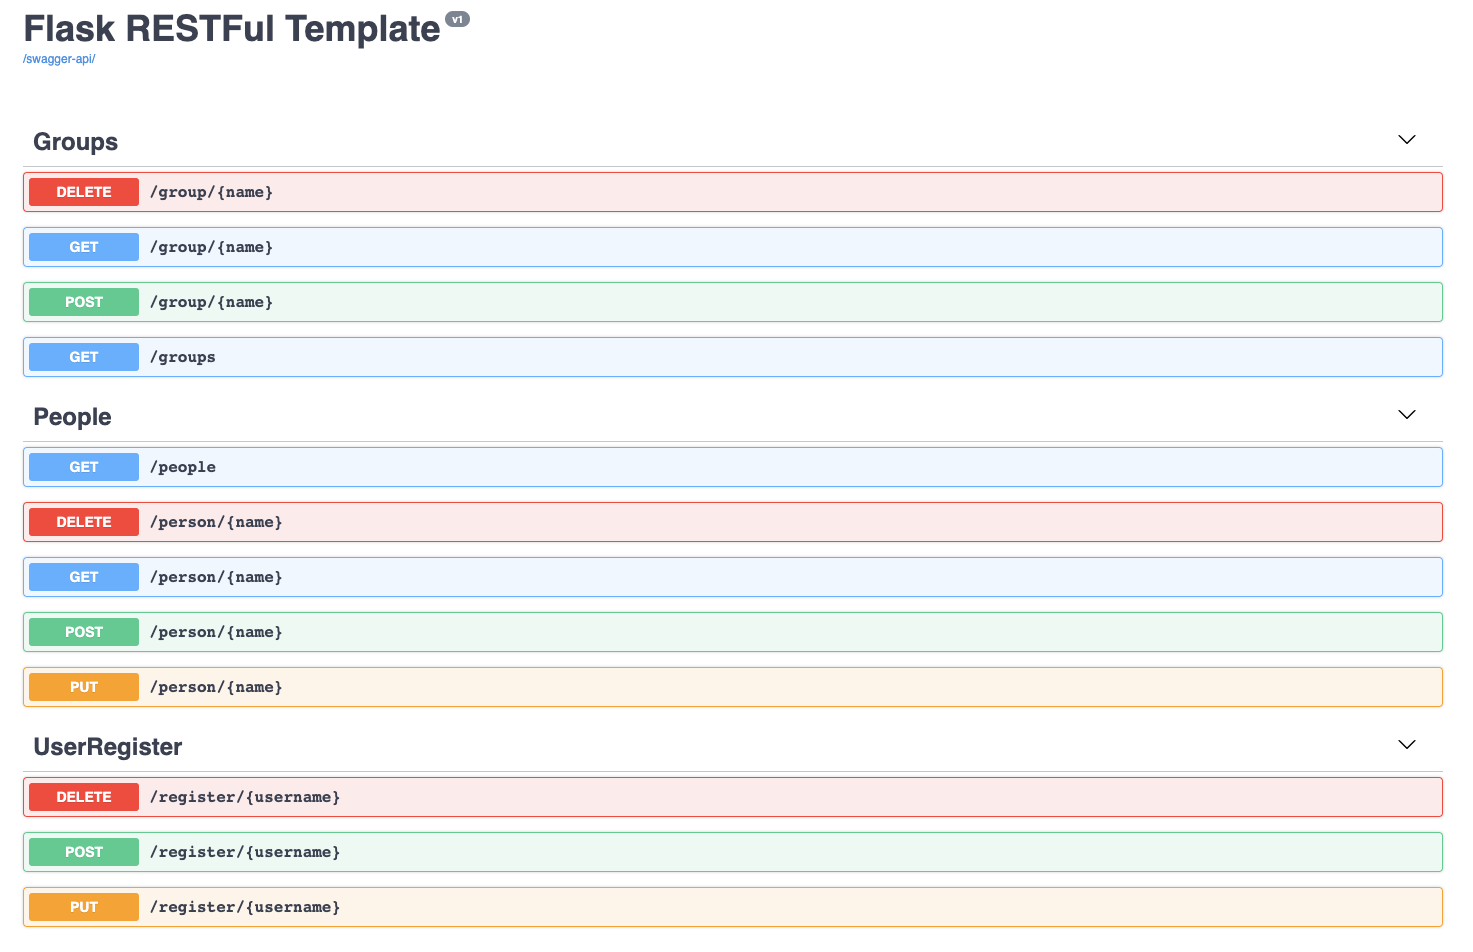 Flask RESTFul Template v1
/swagger-api/
Groups
DELETE /group/{name}
GET /group/{name}
POST /group/{name}
GET /groups
People
GET /people
DELETE /person/{name}
GET /person/{name}
POST /person/{name}
PUT /person/{name}
UserRegister
DELETE /register/{username}
POST /register/{username}
PUT /register/{username}